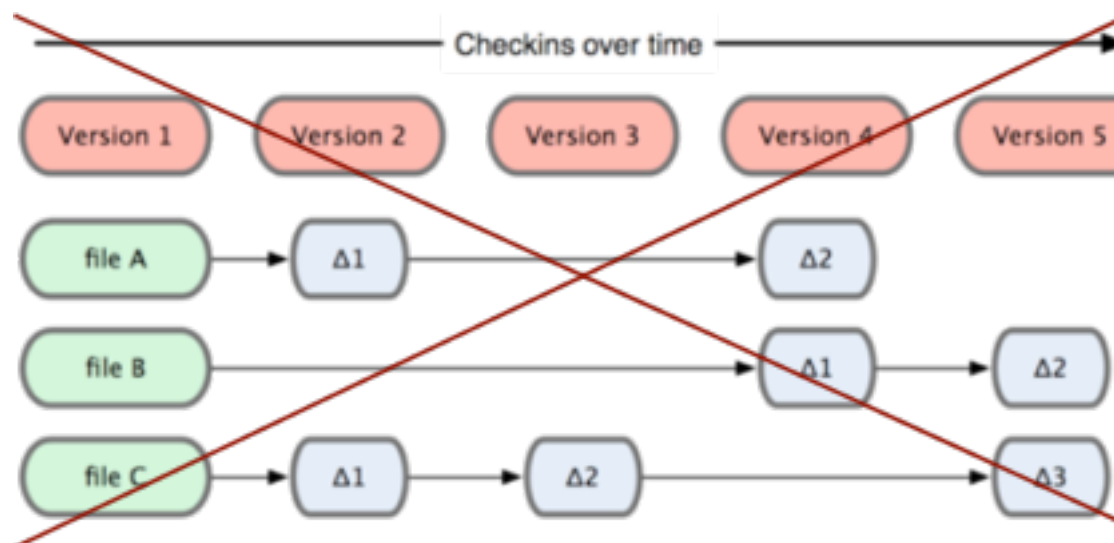 Checkins over time
Version 1 Version 2 Version 3 Version 4 Version 5
file A Δ1 Δ2
file B Δ1 Δ2
file C Δ1 Δ2 Δ3